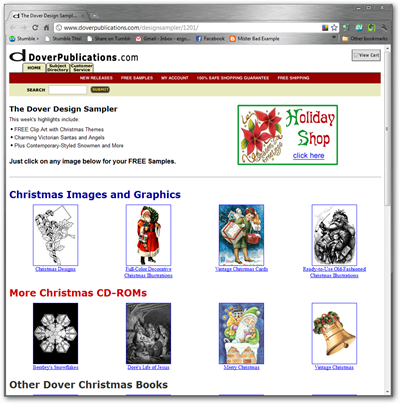 The Dover Design Sampler
www.doverpublications.com/designsampler/1201/
Stumble Stumble This! Share on Tumblr Facebook Mister Bad Example Other bookmarks
DoverPublications.com
View Cart
HOME Subject Directory Customer Service
NEW RELEASES FREE SAMPLES MY ACCOUNT 100% SAFE SHOPPING GUARANTEE FREE SHIPPING
SEARCH SUBMIT
The Dover Design Sampler
This week's highlights include:
• FREE Clip Art with Christmas Themes
• Charming Victorian Santas and Angels
• Plus Contemporary-Styled Snowmen and More
Just click on any image below for your FREE Samples.
Holiday
Shop
click here
Christmas Images and Graphics
Christmas Designs
Full-Color Decorative
Christmas Illustrations
Vintage Christmas Cards
Ready-to-Use Old-Fashioned
Christmas Illustrations
More Christmas CD-ROMs
Bentley's Snowflakes
Doré's Life of Jesus
Merry Christmas
Vintage Christmas
Other Dover Christmas Books